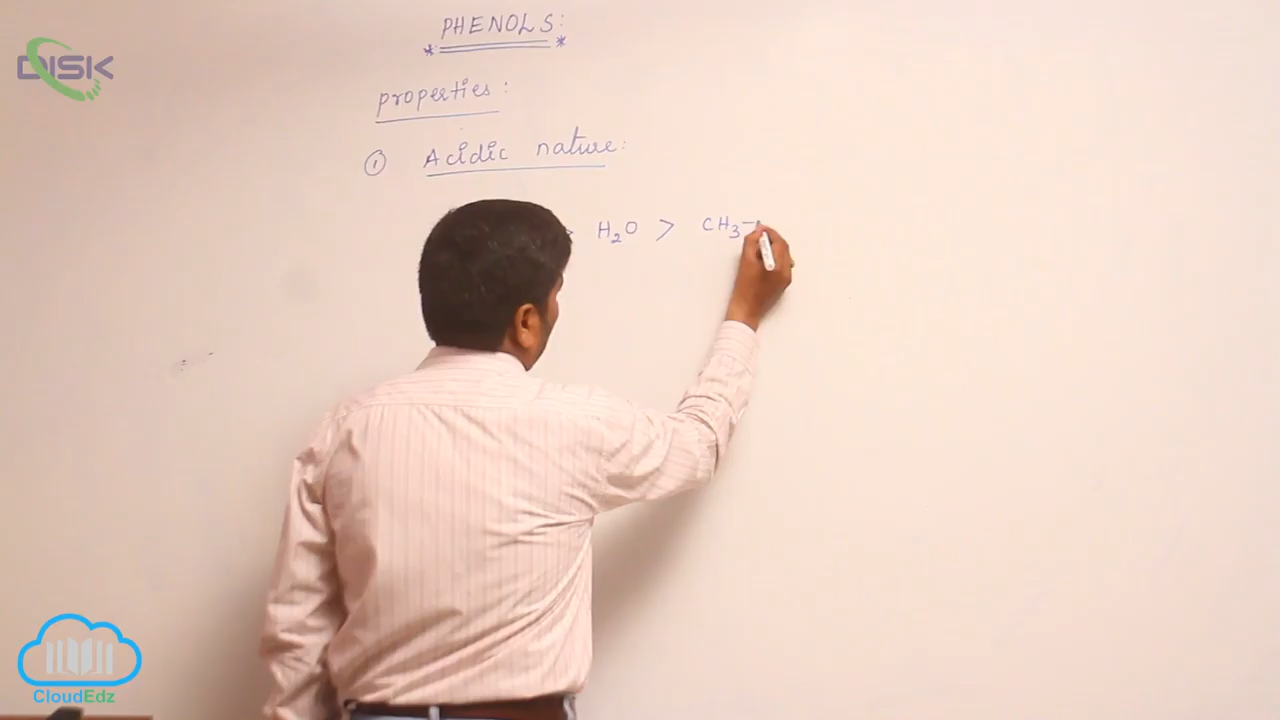 PHENOLS:
DISK
properties:
① Acidic nature:
> H₂O > CH₃-
CloudEdz